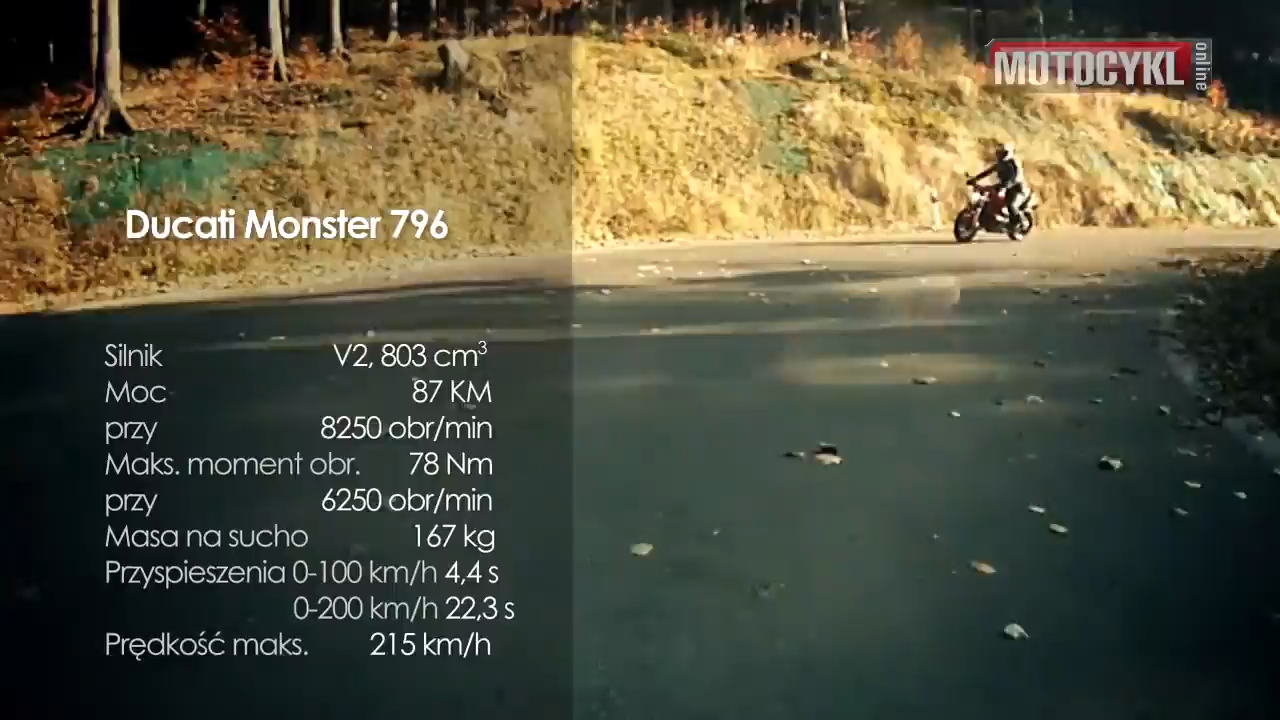 MOTOCYKL online
Ducati Monster 796
Silnik V2, 803 cm³
Moc 87 KM
przy 8250 obr/min
Maks. moment obr. 78 Nm
przy 6250 obr/min
Masa na sucho 167 kg
Przyspieszenia 0-100 km/h 4,4 s
0-200 km/h 22,3 s
Prędkość maks. 215 km/h